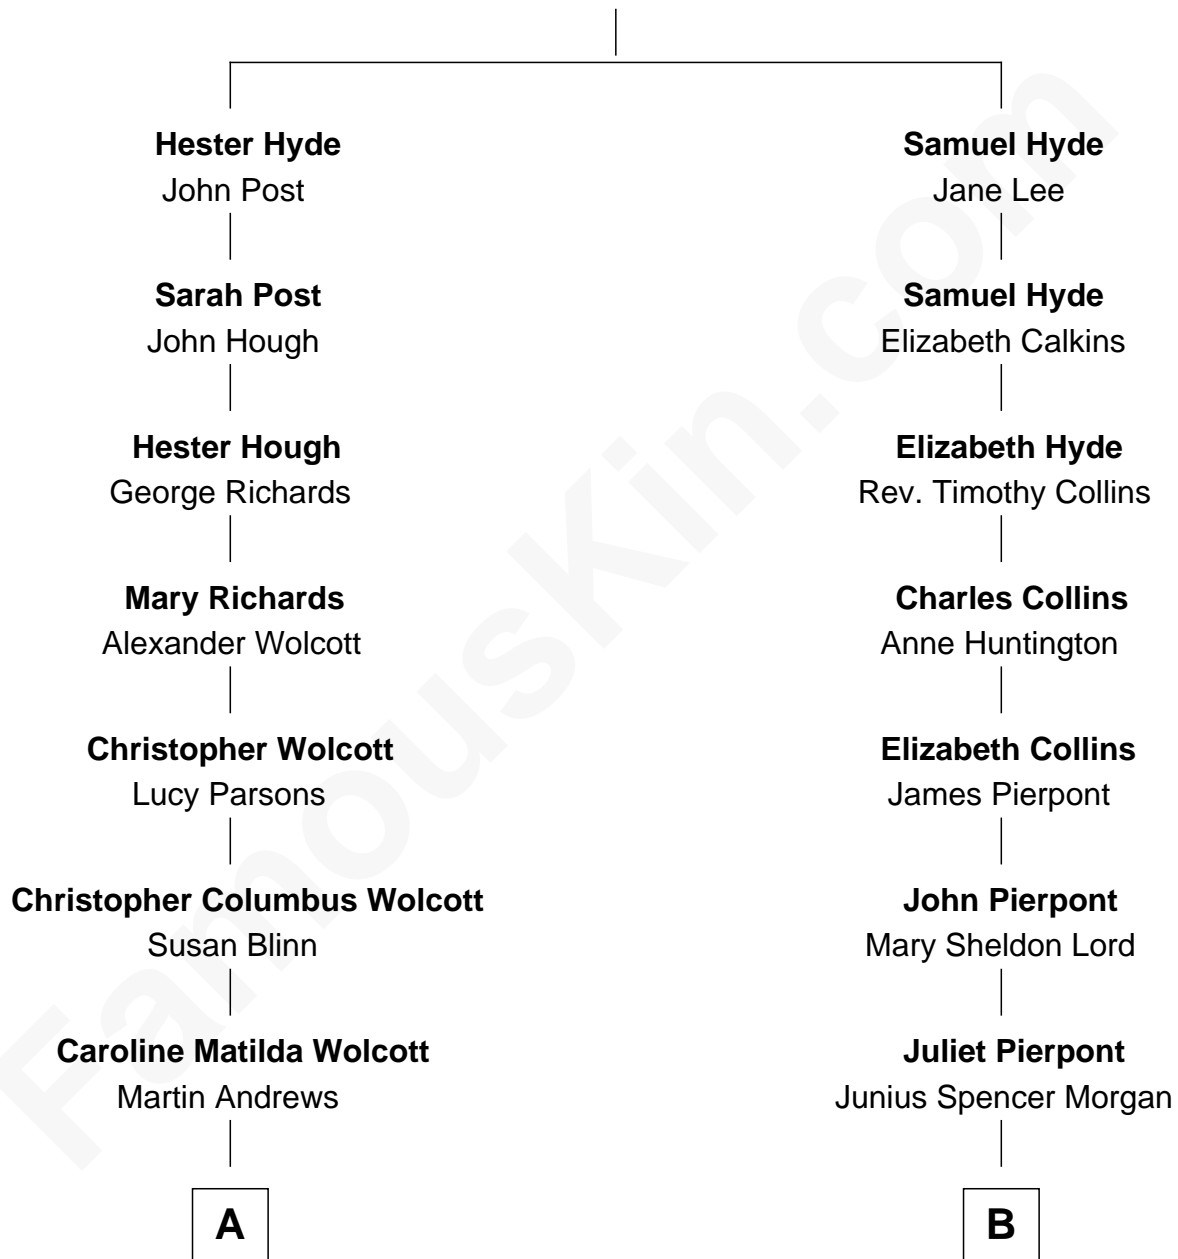 Hester Hyde
John Post
Sarah Post
John Hough
Hester Hough
George Richards
Mary Richards
Alexander Wolcott
Christopher Wolcott
Lucy Parsons
Christopher Columbus Wolcott
Susan Blinn
Caroline Matilda Wolcott
Martin Andrews
A
Samuel Hyde
Jane Lee
Samuel Hyde
Elizabeth Calkins
Elizabeth Hyde
Rev. Timothy Collins
Charles Collins
Anne Huntington
Elizabeth Collins
James Pierpont
John Pierpont
Mary Sheldon Lord
Juliet Pierpont
Junius Spencer Morgan
B
FamousKin.com